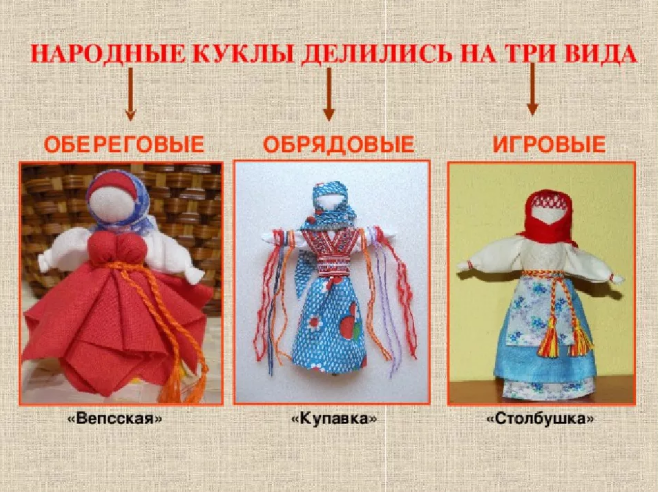 НАРОДНЫЕ КУКЛЫ ДЕЛИЛИСЬ НА ТРИ ВИДА
ОБЕРЕГОВЫЕ ОБРЯДОВЫЕ ИГРОВЫЕ
«Вепсская» «Купавка» «Столбушка»